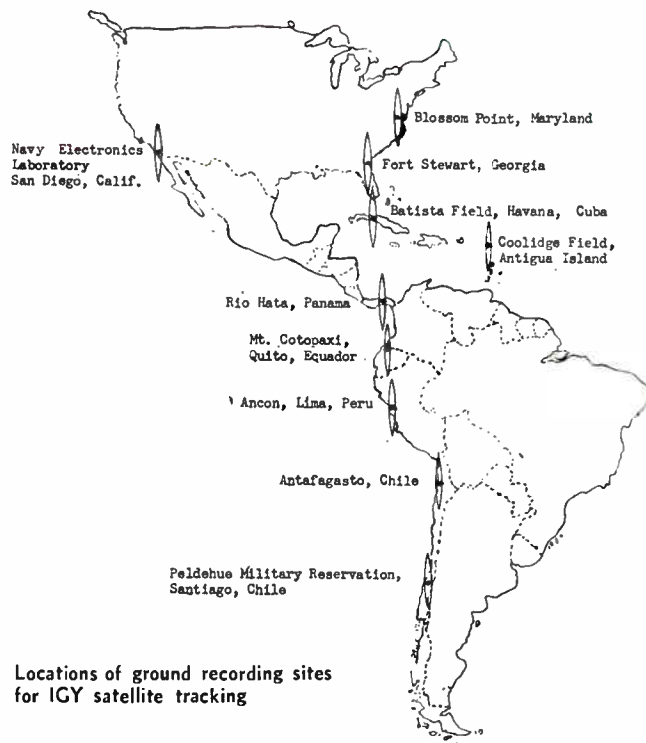 Blossom Point, Maryland
Navy Electronics
Laboratory
San Diego, Calif.
Fort Stewart, Georgia
Batista Field, Havana, Cuba
Coolidge Field,
Antigua Island
Rio Hata, Panama
Mt. Cotopaxi,
Quito, Equador
Ancon, Lima, Peru
Antafagasto, Chile
Peldehue Military Reservation,
Santiago, Chile
Locations of ground recording sites
for IGY satellite tracking